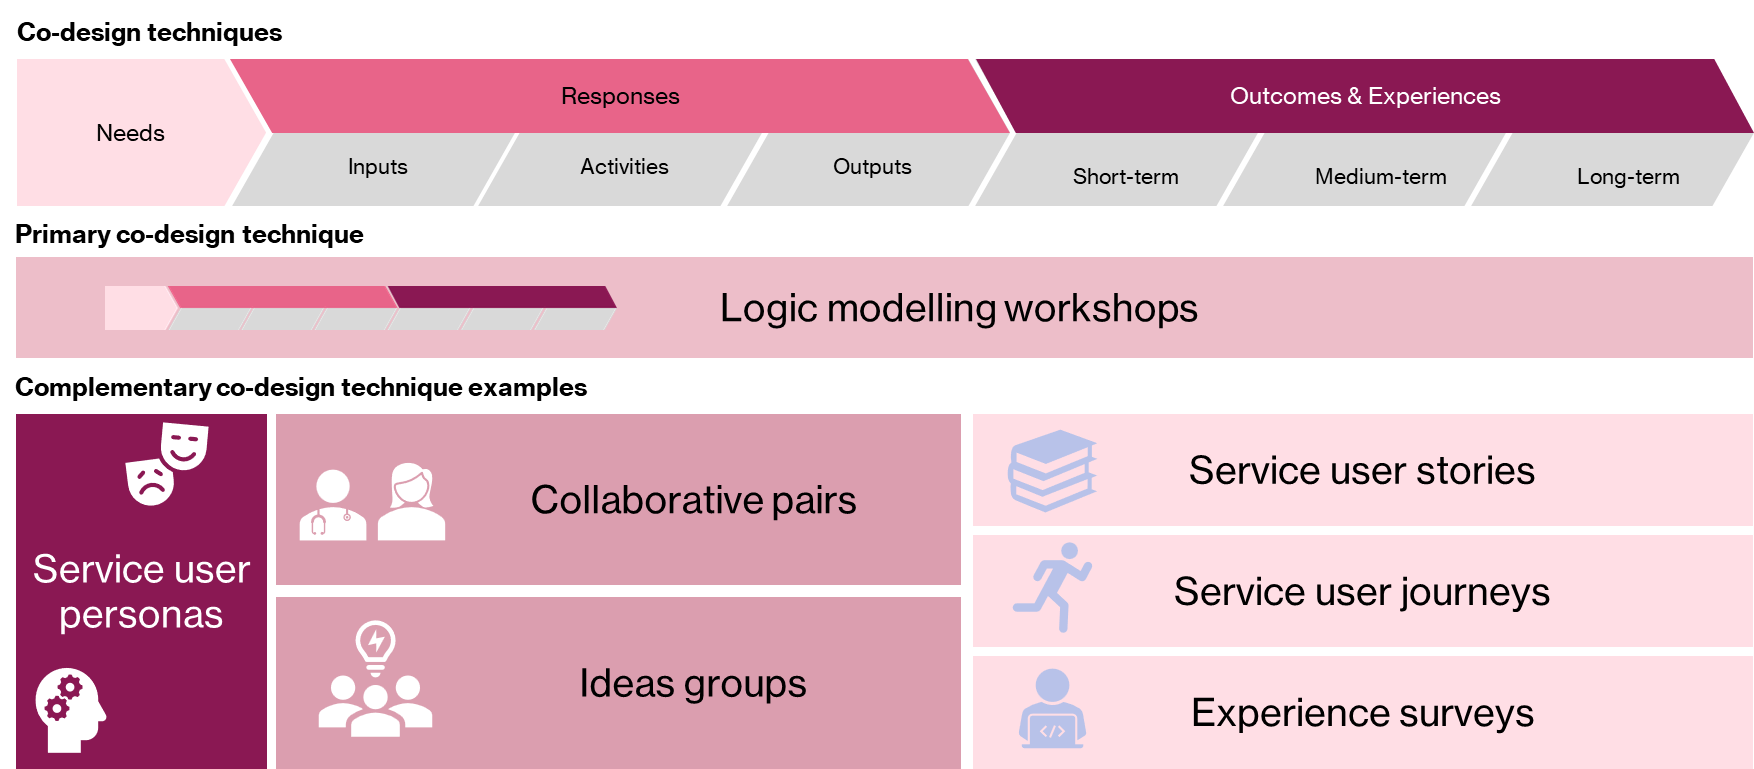 Co-design techniques
Needs
Responses
Outcomes & Experiences
Inputs
Activities
Outputs
Short-term
Medium-term
Long-term
Primary co-design technique
Logic modelling workshops
Complementary co-design technique examples
Service user
personas
Collaborative pairs
Ideas groups
Service user stories
Service user journeys
Experience surveys